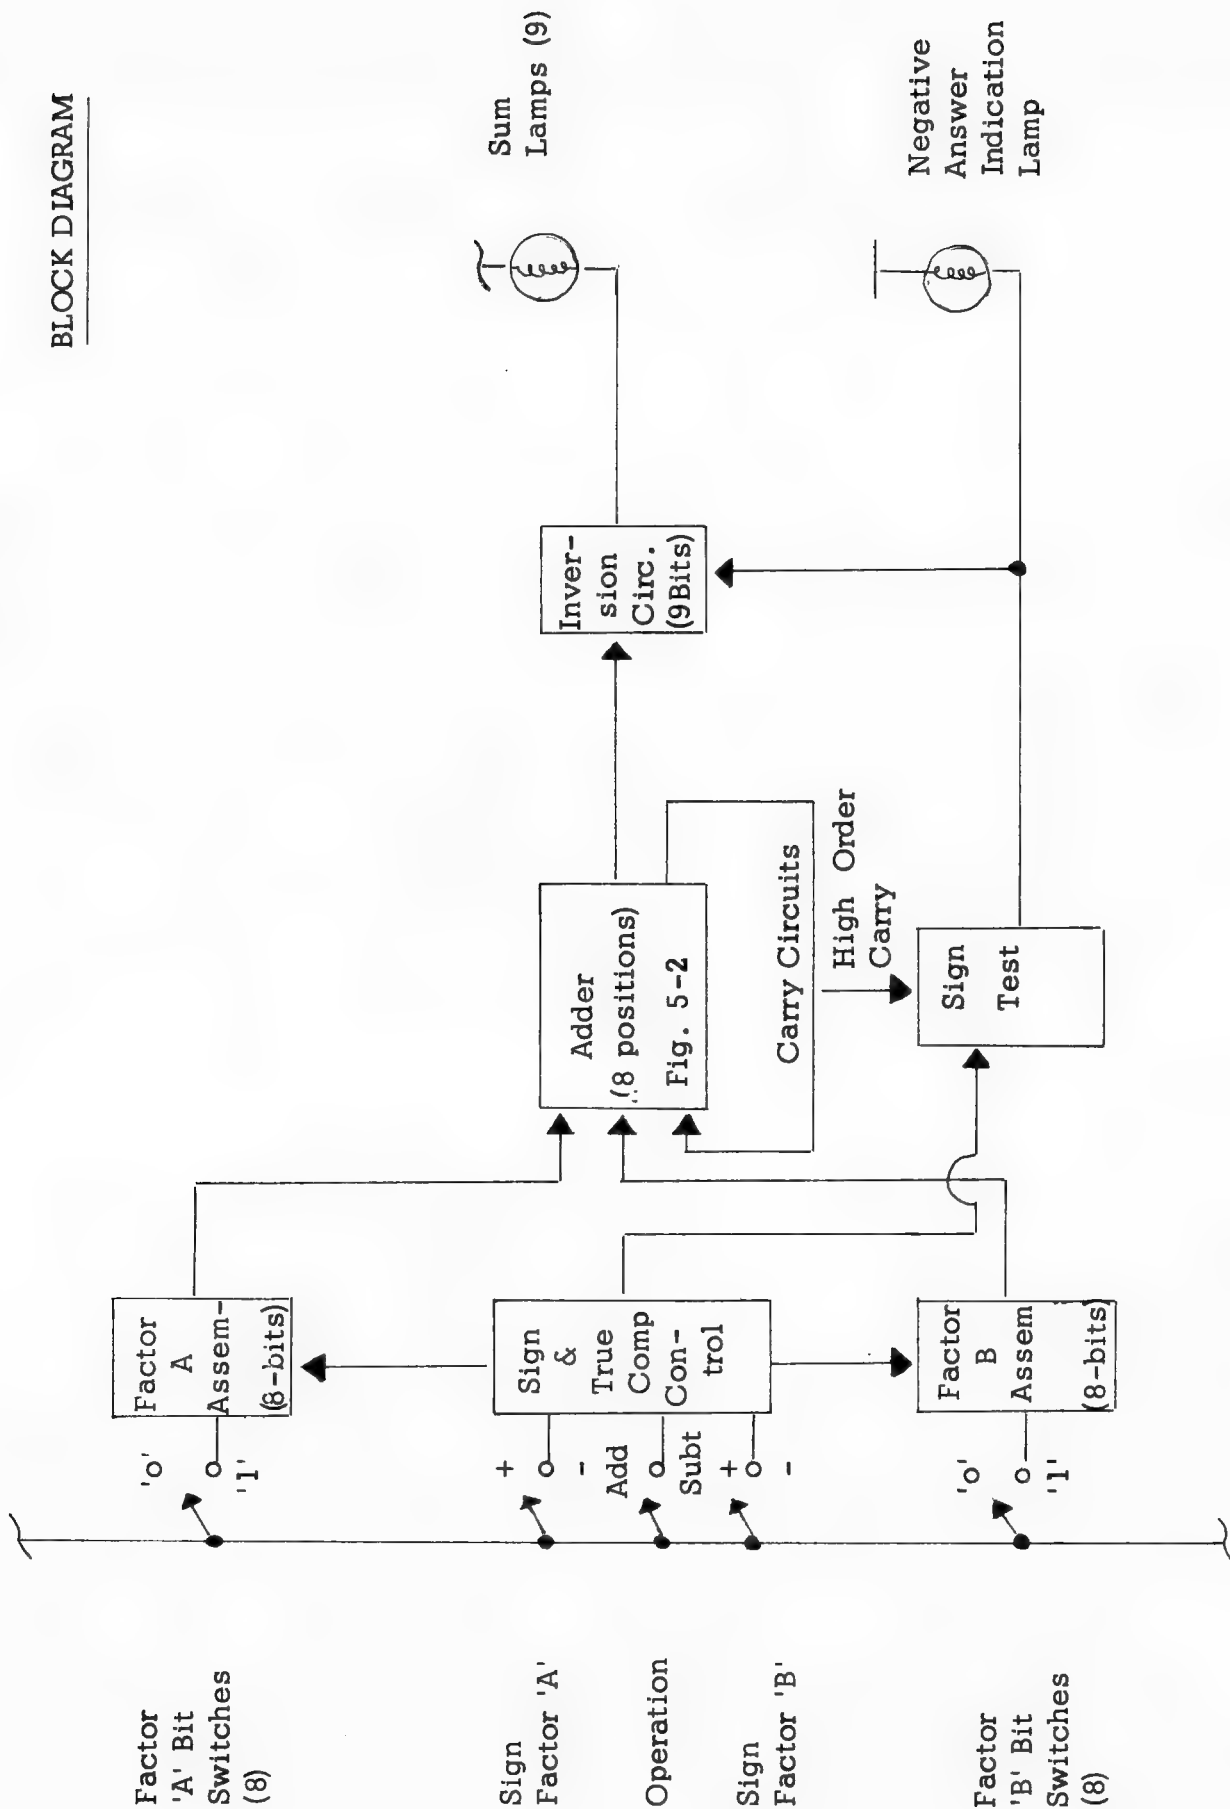 BLOCK DIAGRAM
Factor
'A' Bit
Switches
(8)
'o'
'1'
Factor
A
Assem-
(8-bits)
Sign
Factor 'A'
+
-
Operation
Add
Subt
Sign
Factor 'B'
+
-
Sign
&
True
Comp
Con-
trol
Factor
'B' Bit
Switches
(8)
'o'
'1'
Factor
B
Assem
(8-bits)
Adder
(8 positions)
Fig. 5-2
Carry Circuits
High Order
Carry
Sign
Test
Inver-
sion
Circ.
(9Bits)
Sum
Lamps (9)
Negative
Answer
Indication
Lamp